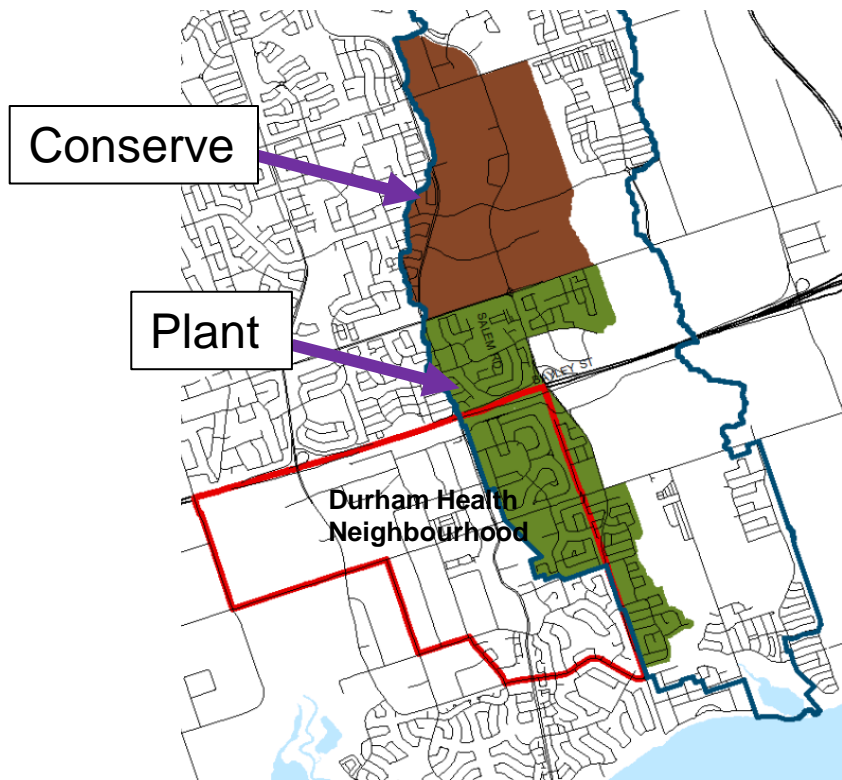 Conserve
Plant
SALEM RD
BAYLEY ST
Durham Health
Neighbourhood